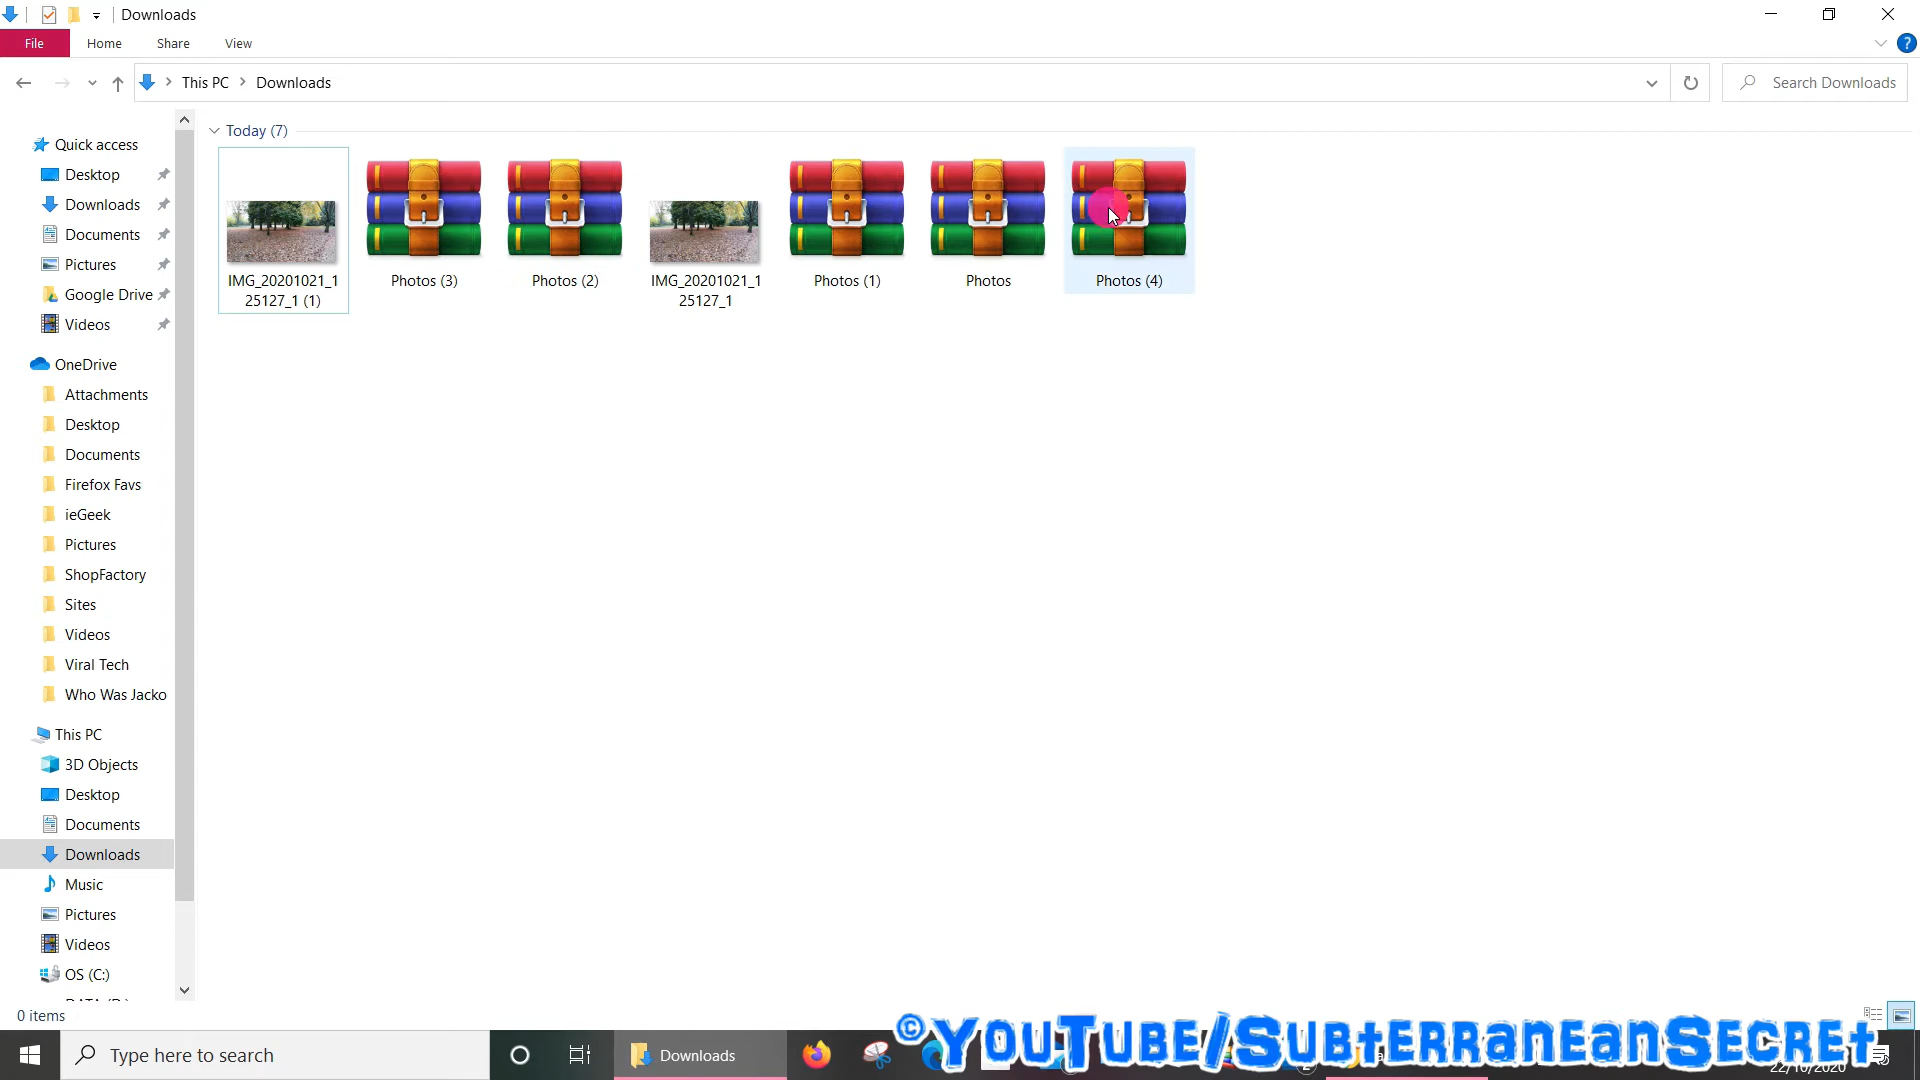 Downloads
File
Home
Share
View
This PC
Downloads
Search Downloads
Quick access
Desktop
Downloads
Documents
Pictures
Google Drive
Videos
OneDrive
Attachments
Desktop
Documents
Firefox Favs
ieGeek
Pictures
ShopFactory
Sites
Videos
Viral Tech
Who Was Jacko
This PC
3D Objects
Desktop
Documents
Downloads
Music
Pictures
Videos
OS (C:)
Today (7)
IMG_20201021_1
25127_1 (1)
Photos (3)
Photos (2)
IMG_20201021_1
25127_1
Photos (1)
Photos
Photos (4)
0 items
Type here to search
Downloads
©YouTube/SubterraneanSecret
22/10/2020